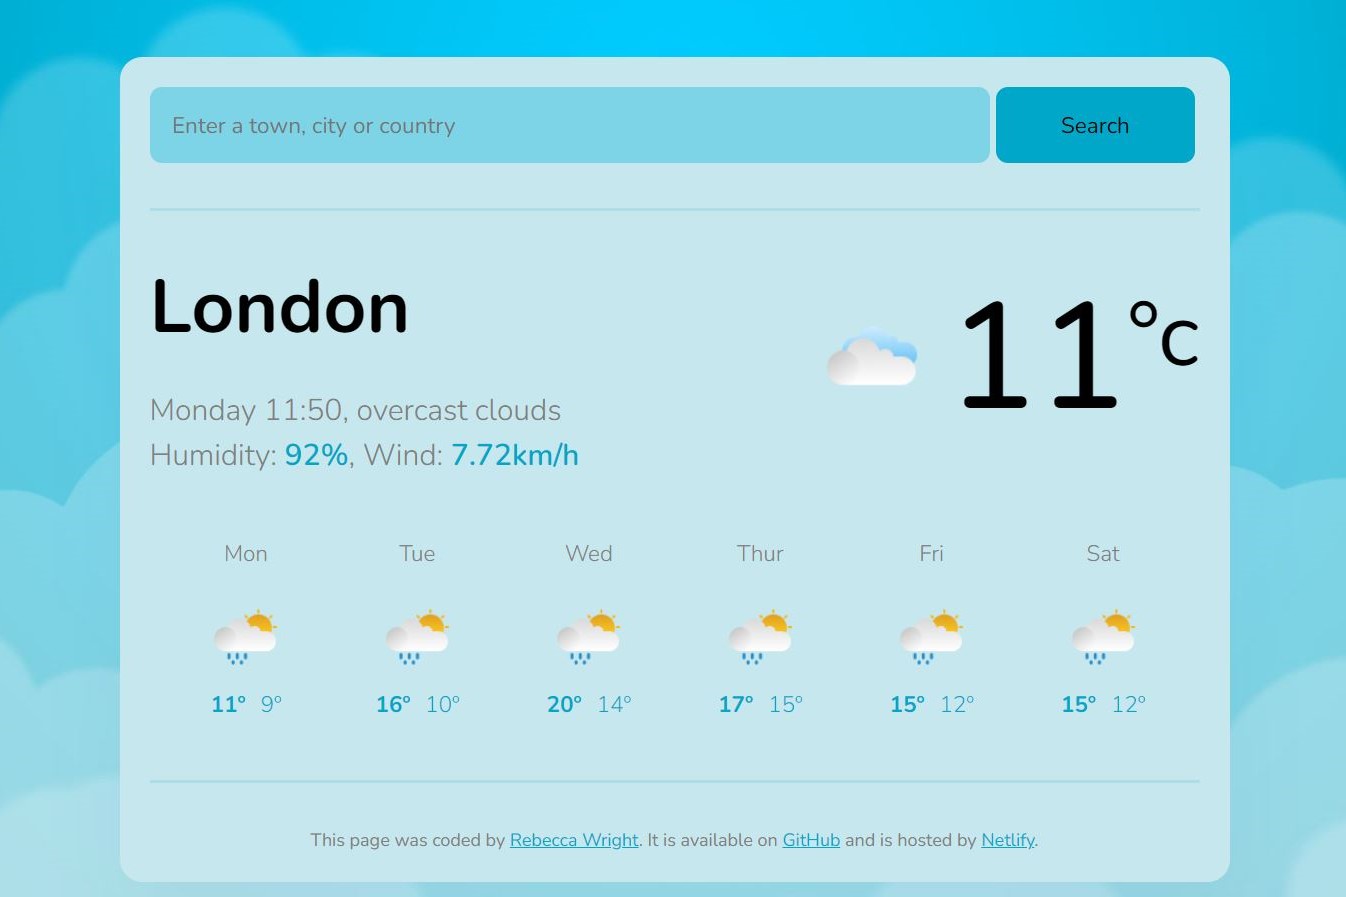 Enter a town, city or country
Search
London
11°C
Monday 11:50, overcast clouds
Humidity: 92%, Wind: 7.72km/h
Mon Tue Wed Thur Fri Sat
11° 9° 16° 10° 20° 14° 17° 15° 15° 12° 15° 12°
This page was coded by Rebecca Wright. It is available on GitHub and is hosted by Netlify.